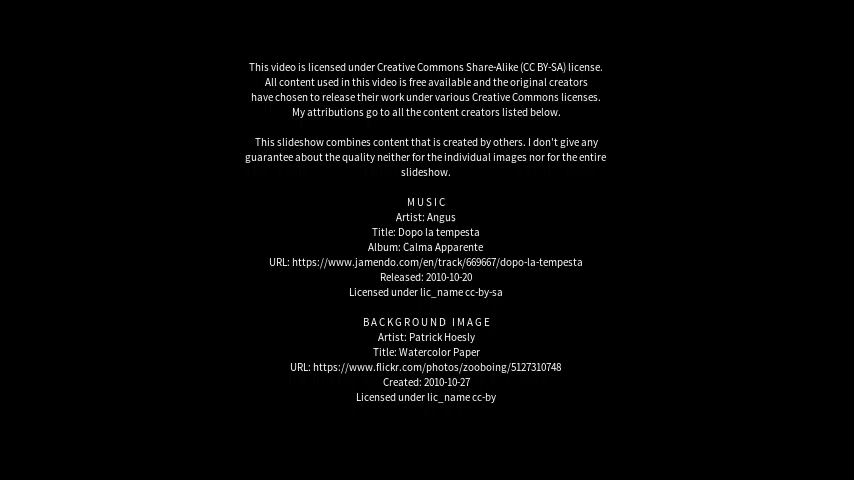 This video is licensed under Creative Commons Share-Alike (CC BY-SA) license.
All content used in this video is free available and the original creators
have chosen to release their work under various Creative Commons licenses.
My attributions go to all the content creators listed below.
This slideshow combines content that is created by others. I don't give any
guarantee about the quality neither for the individual images nor for the entire
slideshow.
MUSIC
Artist: Angus
Title: Dopo la tempesta
Album: Calma Apparente
URL: https://www.jamendo.com/en/track/669667/dopo-la-tempesta
Released: 2010-10-20
Licensed under lic_name cc-by-sa
BACKGROUND IMAGE
Artist: Patrick Hoesly
Title: Watercolor Paper
URL: https://www.flickr.com/photos/zooboing/5127310748
Created: 2010-10-27
Licensed under lic_name cc-by